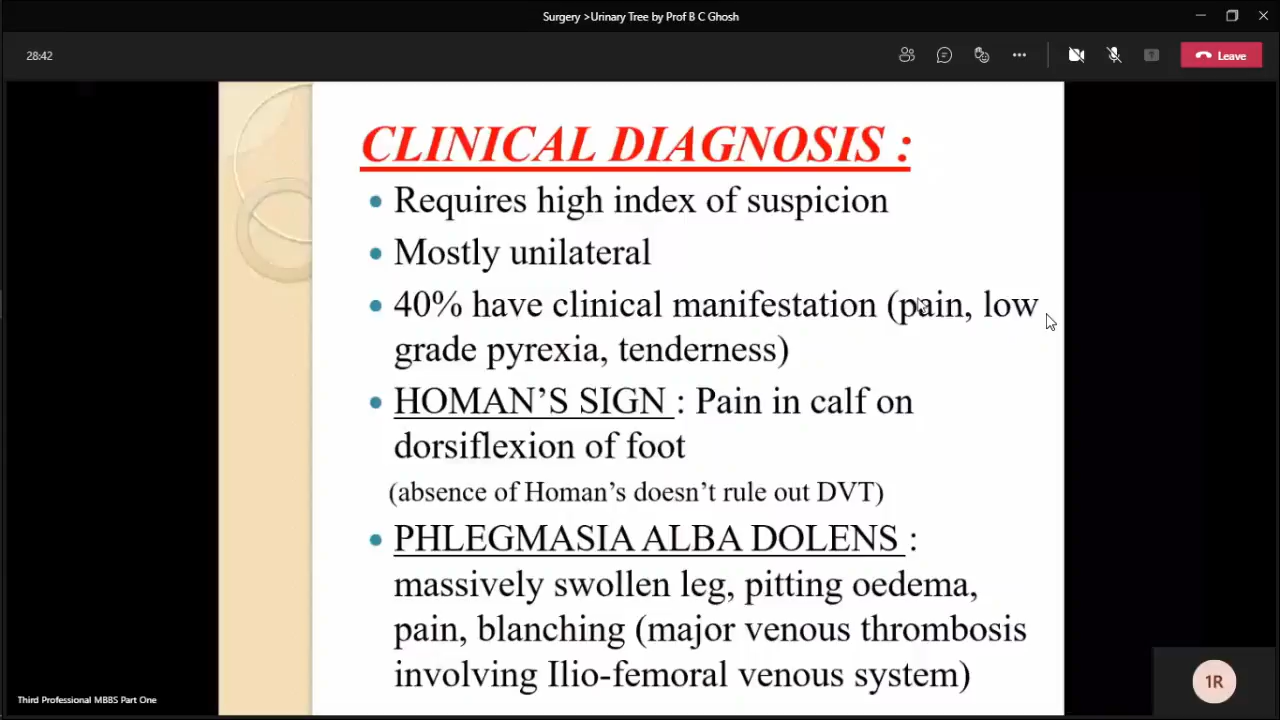 Surgery >Urinary Tree by Prof B C Ghosh
28:42
Leave
CLINICAL DIAGNOSIS :
Requires high index of suspicion
Mostly unilateral
40% have clinical manifestation (pain, low
grade pyrexia, tenderness)
HOMAN’S SIGN : Pain in calf on
dorsiflexion of foot
(absence of Homan’s doesn’t rule out DVT)
PHLEGMASIA ALBA DOLENS :
massively swollen leg, pitting oedema,
pain, blanching (major venous thrombosis
involving Ilio-femoral venous system)
Third Professional MBBS Part One
1R